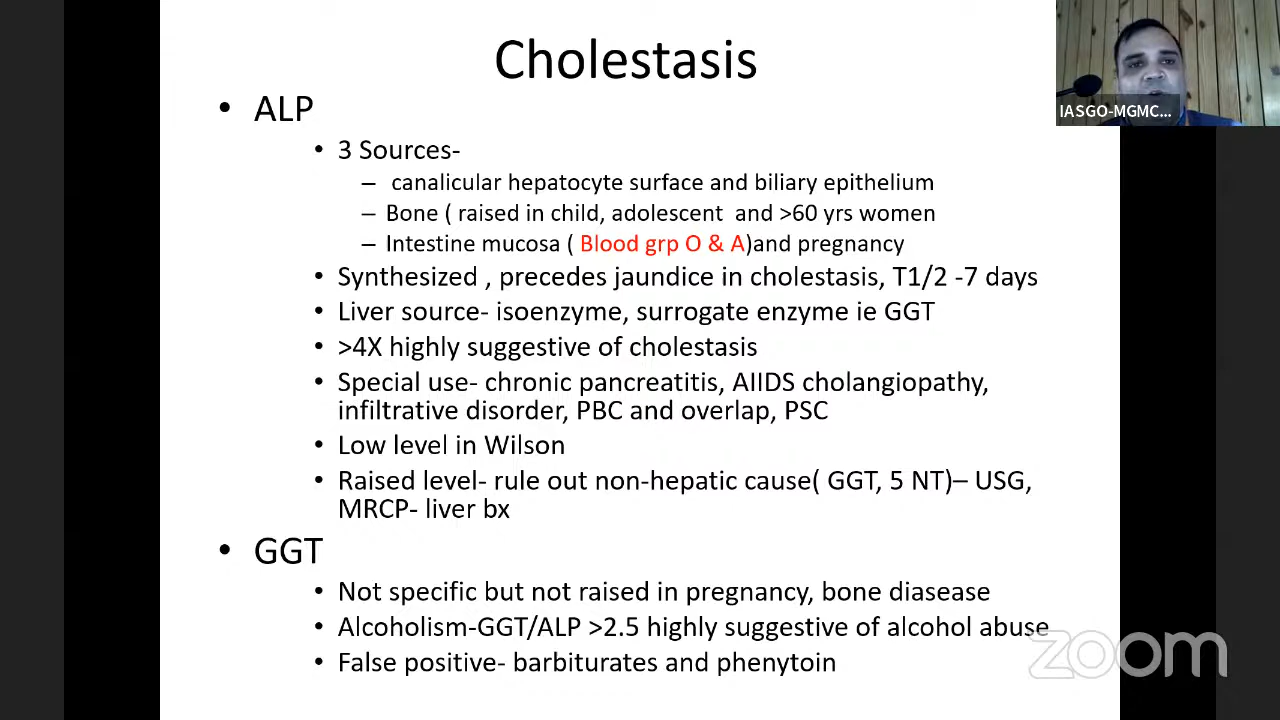 Cholestasis
IASGO-MGMC...
• ALP
• 3 Sources-
– canalicular hepatocyte surface and biliary epithelium
– Bone ( raised in child, adolescent and >60 yrs women
– Intestine mucosa ( Blood grp O & A)and pregnancy
• Synthesized , precedes jaundice in cholestasis, T1/2 -7 days
• Liver source- isoenzyme, surrogate enzyme ie GGT
• >4X highly suggestive of cholestasis
• Special use- chronic pancreatitis, AIIDS cholangiopathy,
infiltrative disorder, PBC and overlap, PSC
• Low level in Wilson
• Raised level- rule out non-hepatic cause( GGT, 5 NT)– USG,
MRCP- liver bx
• GGT
• Not specific but not raised in pregnancy, bone diasease
• Alcoholism-GGT/ALP >2.5 highly suggestive of alcohol abuse
• False positive- barbiturates and phenytoin
zoom